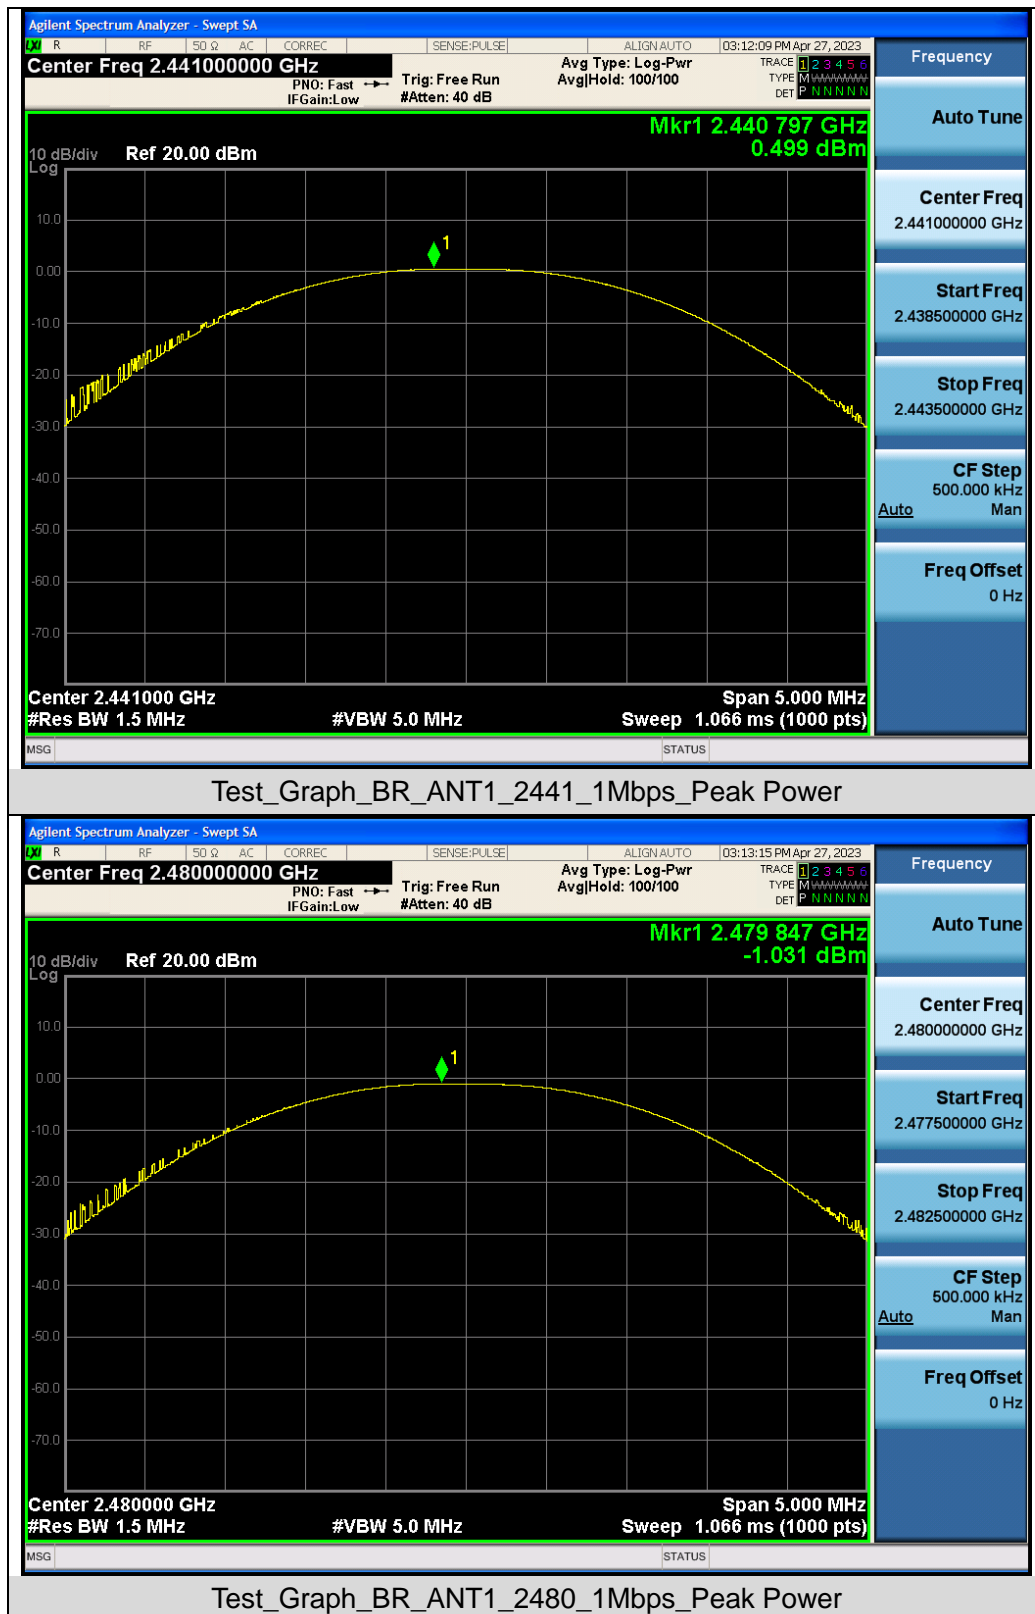 Agilent Spectrum Analyzer - Swept SA
LXI R RF 50 Ω AC CORREC SENSE:PULSE ALIGN AUTO 03:12:09 PM Apr 27, 2023
Center Freq 2.441000000 GHz
PNO: Fast
IFGain:Low
Trig: Free Run
#Atten: 40 dB
Avg Type: Log-Pwr
Avg|Hold: 100/100
TRACE 1 2 3 4 5 6
TYPE M
DET P N N N N N
Mkr1 2.440 797 GHz
0.499 dBm
10 dB/div Ref 20.00 dBm
Log
10.0
1
0.00
-10.0
-20.0
-30.0
-40.0
-50.0
-60.0
-70.0
Center 2.441000 GHz Span 5.000 MHz
#Res BW 1.5 MHz #VBW 5.0 MHz Sweep 1.066 ms (1000 pts)
MSG STATUS
Frequency
Auto Tune
Center Freq
2.441000000 GHz
Start Freq
2.438500000 GHz
Stop Freq
2.443500000 GHz
CF Step
500.000 kHz
Auto Man
Freq Offset
0 Hz
Test_Graph_BR_ANT1_2441_1Mbps_Peak Power
Agilent Spectrum Analyzer - Swept SA
LXI R RF 50 Ω AC CORREC SENSE:PULSE ALIGN AUTO 03:13:15 PM Apr 27, 2023
Center Freq 2.480000000 GHz
PNO: Fast
IFGain:Low
Trig: Free Run
#Atten: 40 dB
Avg Type: Log-Pwr
Avg|Hold: 100/100
TRACE 1 2 3 4 5 6
TYPE M
DET P N N N N N
Mkr1 2.479 847 GHz
-1.031 dBm
10 dB/div Ref 20.00 dBm
Log
10.0
1
0.00
-10.0
-20.0
-30.0
-40.0
-50.0
-60.0
-70.0
Center 2.480000 GHz Span 5.000 MHz
#Res BW 1.5 MHz #VBW 5.0 MHz Sweep 1.066 ms (1000 pts)
MSG STATUS
Frequency
Auto Tune
Center Freq
2.480000000 GHz
Start Freq
2.477500000 GHz
Stop Freq
2.482500000 GHz
CF Step
500.000 kHz
Auto Man
Freq Offset
0 Hz
Test_Graph_BR_ANT1_2480_1Mbps_Peak Power